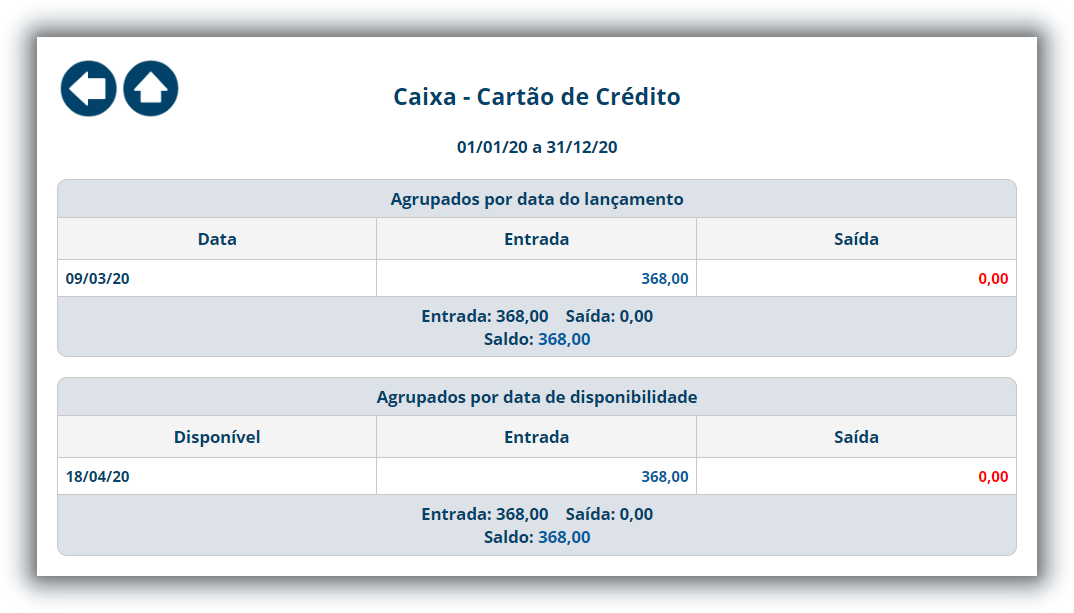 Caixa - Cartão de Crédito
01/01/20 a 31/12/20
Agrupados por data do lançamento
Data Entrada Saída
09/03/20 368,00 0,00
Entrada: 368,00 Saída: 0,00
Saldo: 368,00
Agrupados por data de disponibilidade
Disponível Entrada Saída
18/04/20 368,00 0,00
Entrada: 368,00 Saída: 0,00
Saldo: 368,00